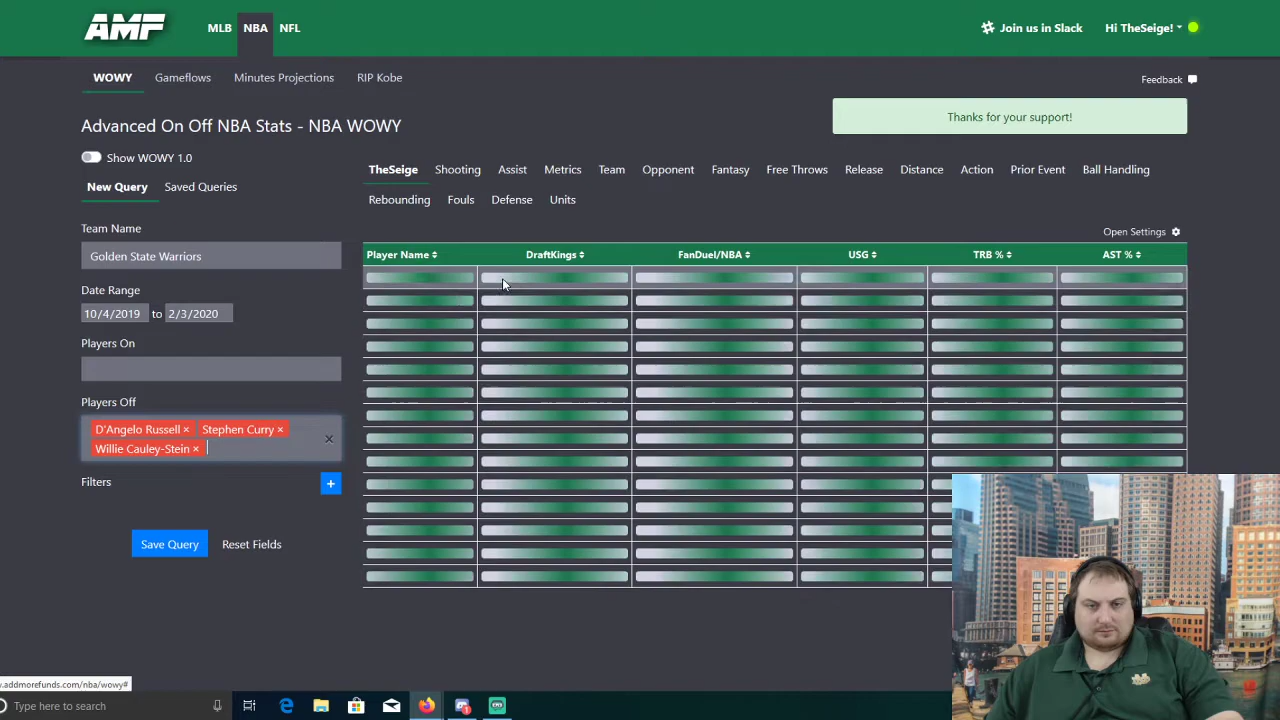 AMF MLB NBA NFL Join us in Slack Hi TheSeige!
WOWY Gameflows Minutes Projections RIP Kobe Feedback
Thanks for your support!
Advanced On Off NBA Stats - NBA WOWY
Show WOWY 1.0
New Query Saved Queries
Team Name
Golden State Warriors
Date Range
10/4/2019 to 2/3/2020
Players On
Players Off
D'Angelo Russell × Stephen Curry ×
Willie Cauley-Stein ×
Filters
+
Save Query Reset Fields
TheSeige Shooting Assist Metrics Team Opponent Fantasy Free Throws Release Distance Action Prior Event Ball Handling
Rebounding Fouls Defense Units
Open Settings
Player Name DraftKings FanDuel/NBA USG TRB % AST %
.addmorefunds.com/nba/wowy#
Type here to search